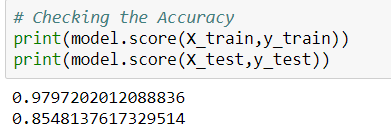 # Checking the Accuracy
print(model.score(X_train,y_train))
print(model.score(X_test,y_test))
0.9797202012088836
0.8548137617329514